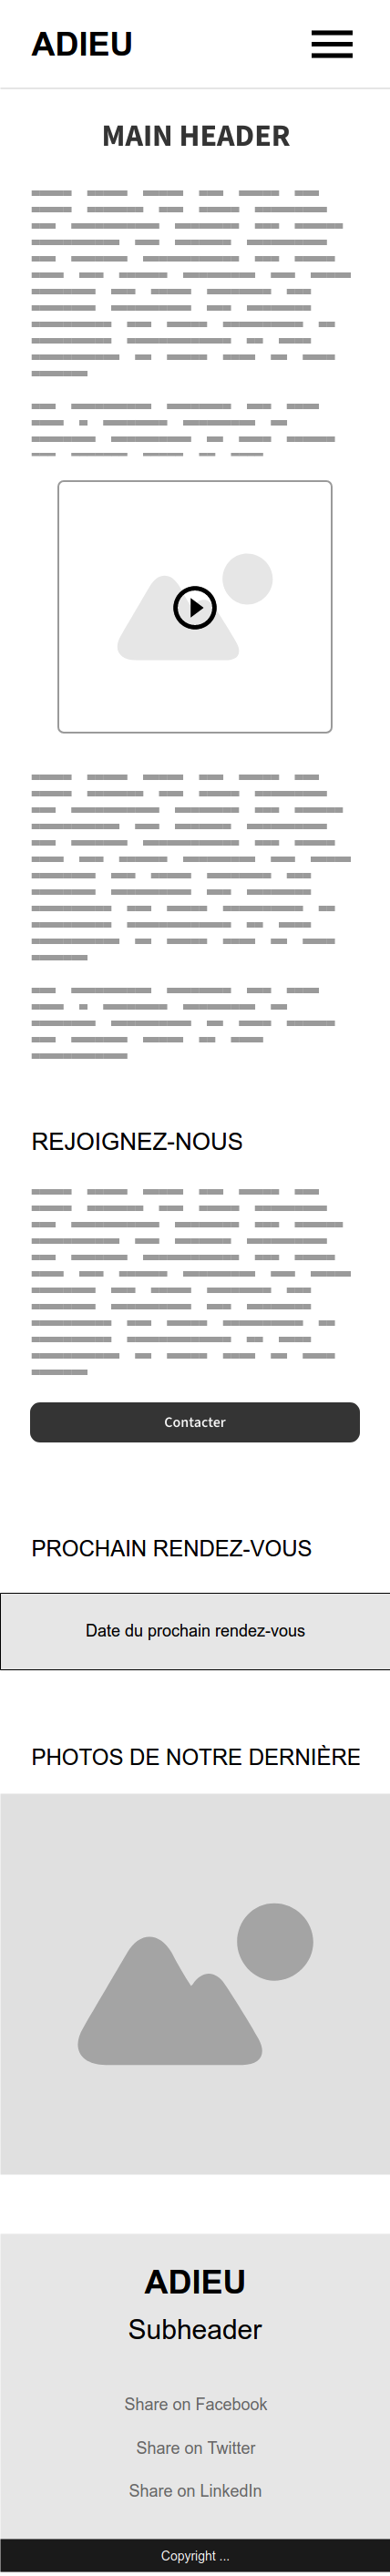 ADIEU
MAIN HEADER
REJOIGNEZ-NOUS
Contacter
PROCHAIN RENDEZ-VOUS
Date du prochain rendez-vous
PHOTOS DE NOTRE DERNIÈRE
ADIEU
Subheader
Share on Facebook
Share on Twitter
Share on LinkedIn
Copyright ...